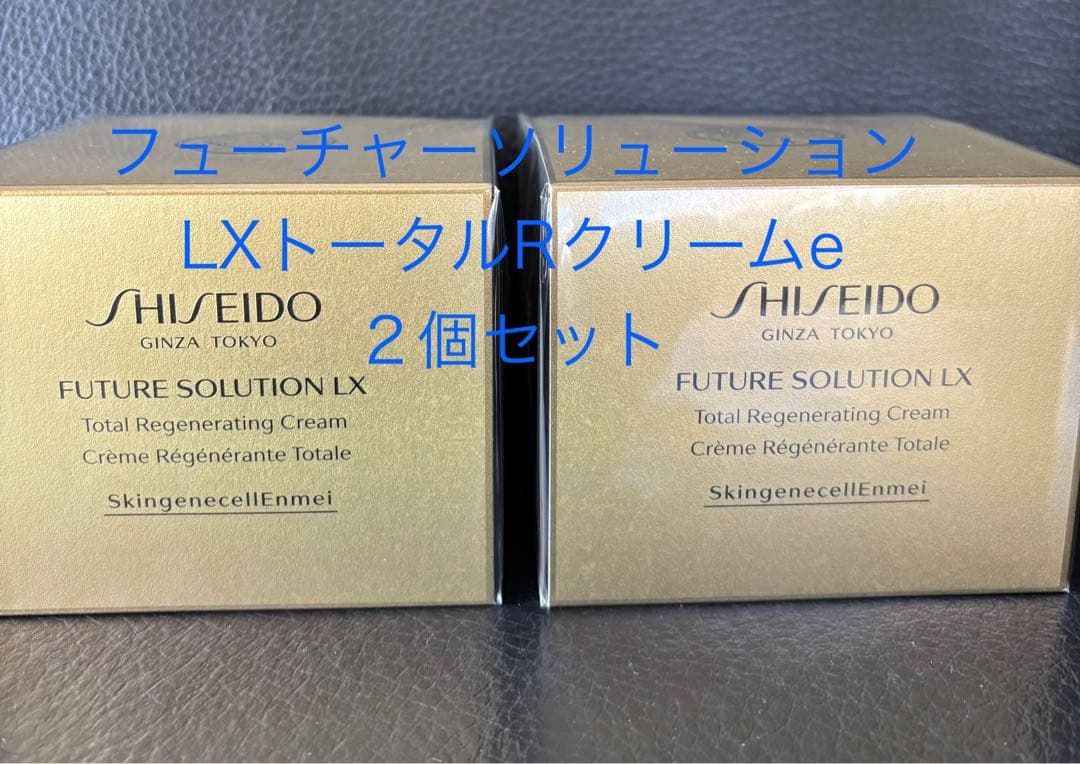 フューチャーソリューション
LXトータルRクリームe
２個セット
SHISEIDO
GINZA TOKYO
FUTURE SOLUTION LX
Total Regenerating Cream
Crème Régénérante Totale
SkingenecellEnmei
SHISEIDO
GINZA TOKYO
FUTURE SOLUTION LX
Total Regenerating Cream
Crème Régénérante Totale
SkingenecellEnmei